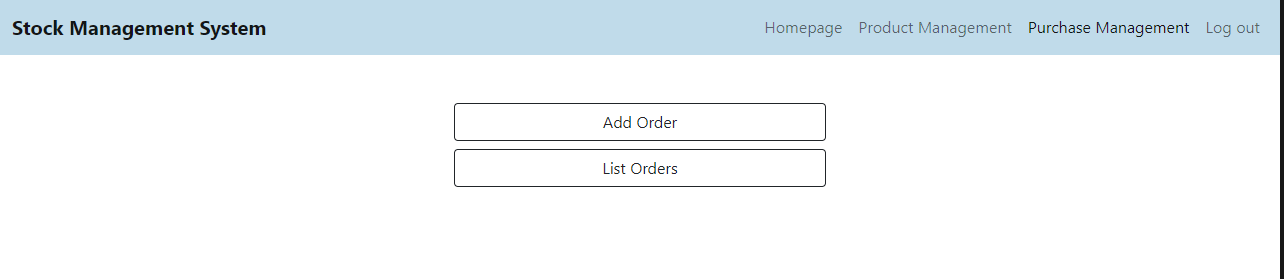 Stock Management System Homepage Product Management Purchase Management Log out
Add Order
List Orders